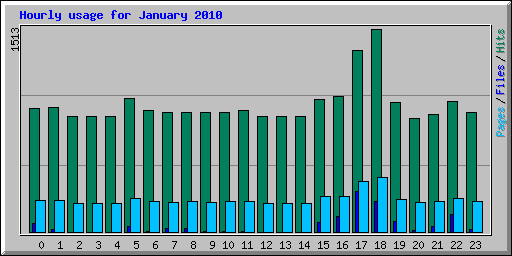 Hourly usage for January 2010
1513
Pages/Files/Hits
0 1 2 3 4 5 6 7 8 9 10 11 12 13 14 15 16 17 18 19 20 21 22 23